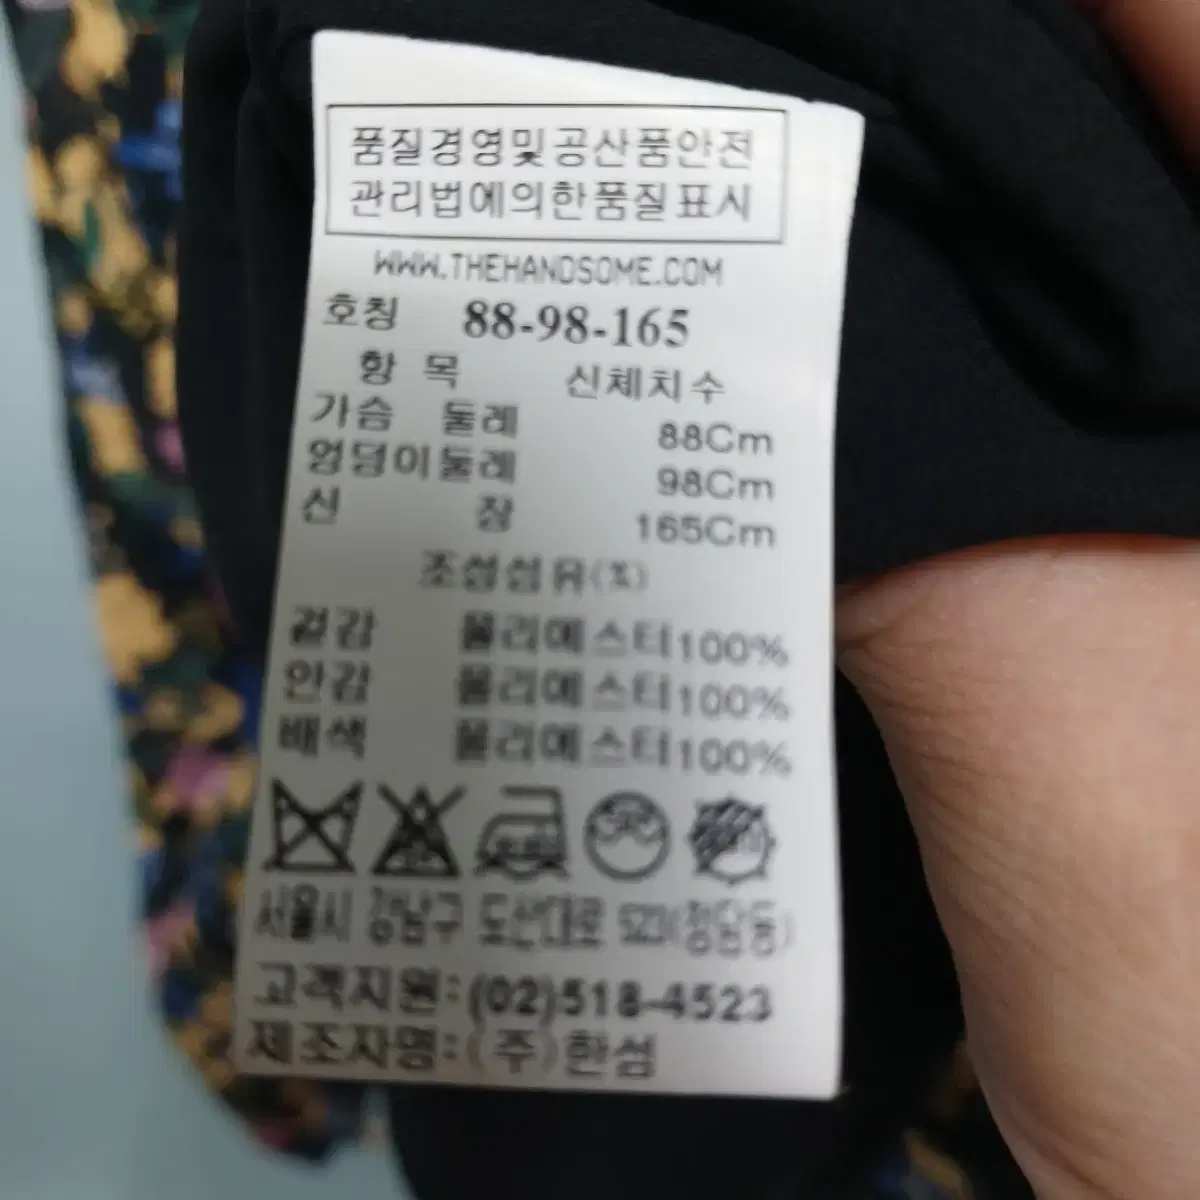 품질경영및공산품안전
관리법에의한품질표시
WWW.THEHANDSOME.COM
호칭 88-98-165
항 목 신체치수
가슴 둘레 88Cm
엉덩이둘레 98Cm
신 장 165Cm
조성섬유(%)
겉감 폴리에스터100%
안감 폴리에스터100%
배색 폴리에스터100%
서울시 강남구 도산대로 523(청담동)
고객지원:(02)518-4523
제조자명:(주)한섬